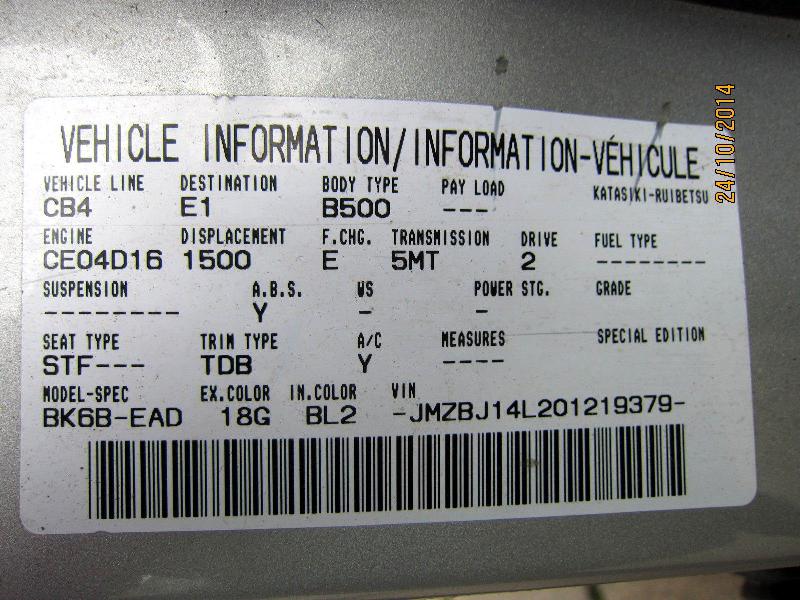 VEHICLE INFORMATION/INFORMATION-VÉHICULE
VEHICLE LINE DESTINATION BODY TYPE PAY LOAD KATASIKI-RUIBETSU
CB4 E1 B500 ---
ENGINE DISPLACEMENT F.CHG. TRANSMISSION DRIVE FUEL TYPE
CE04D16 1500 E 5MT 2 --------
SUSPENSION A.B.S. WS POWER STG. GRADE
--------- Y - -
SEAT TYPE TRIM TYPE A/C MEASURES SPECIAL EDITION
STF--- TDB Y ----
MODEL-SPEC EX.COLOR IN.COLOR VIN
BK6B-EAD 18G BL2 -JMZBJ14L201219379-
24/10/2014